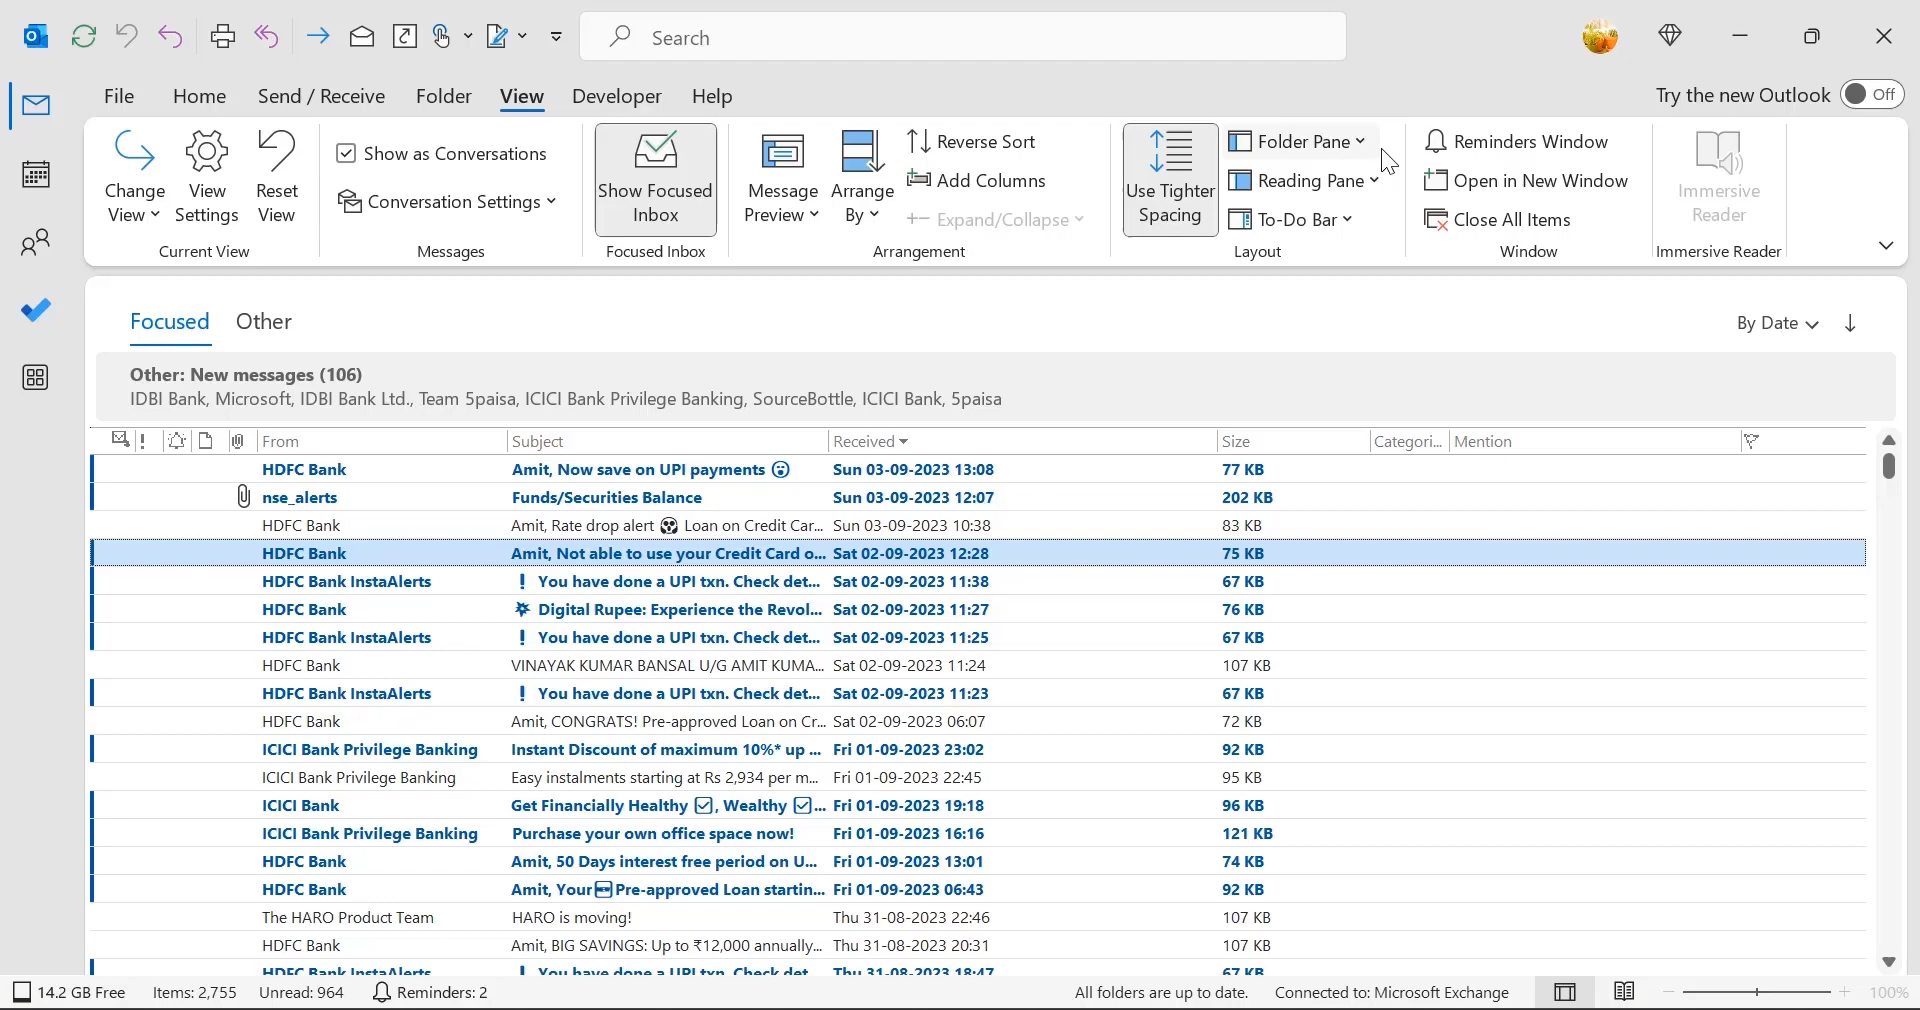 Search
File Home Send / Receive Folder View Developer Help
Try the new Outlook Off
Change View
View Settings
Reset View
Current View
Show as Conversations
Conversation Settings
Messages
Show Focused Inbox
Focused Inbox
Message Preview
Arrange By
Reverse Sort
Add Columns
Expand/Collapse
Arrangement
Use Tighter Spacing
Folder Pane
Reading Pane
To-Do Bar
Layout
Reminders Window
Open in New Window
Close All Items
Window
Immersive Reader
Immersive Reader
Focused Other By Date
Other: New messages (106)
IDBI Bank, Microsoft, IDBI Bank Ltd., Team 5paisa, ICICI Bank Privilege Banking, SourceBottle, ICICI Bank, 5paisa
From Subject Received Size Categori... Mention
HDFC Bank Amit, Now save on UPI payments 😮 Sun 03-09-2023 13:08 77 KB
nse_alerts Funds/Securities Balance Sun 03-09-2023 12:07 202 KB
HDFC Bank Amit, Rate drop alert Loan on Credit Car... Sun 03-09-2023 10:38 83 KB
HDFC Bank Amit, Not able to use your Credit Card o... Sat 02-09-2023 12:28 75 KB
HDFC Bank InstaAlerts ❗ You have done a UPI txn. Check det... Sat 02-09-2023 11:38 67 KB
HDFC Bank Digital Rupee: Experience the Revol... Sat 02-09-2023 11:27 76 KB
HDFC Bank InstaAlerts ❗ You have done a UPI txn. Check det... Sat 02-09-2023 11:25 67 KB
HDFC Bank VINAYAK KUMAR BANSAL U/G AMIT KUMA... Sat 02-09-2023 11:24 107 KB
HDFC Bank InstaAlerts ❗ You have done a UPI txn. Check det... Sat 02-09-2023 11:23 67 KB
HDFC Bank Amit, CONGRATS! Pre-approved Loan on Cr... Sat 02-09-2023 06:07 72 KB
ICICI Bank Privilege Banking Instant Discount of maximum 10%* up ... Fri 01-09-2023 23:02 92 KB
ICICI Bank Privilege Banking Easy instalments starting at Rs 2,934 per m... Fri 01-09-2023 22:45 95 KB
ICICI Bank Get Financially Healthy ☑, Wealthy ☑... Fri 01-09-2023 19:18 96 KB
ICICI Bank Privilege Banking Purchase your own office space now! Fri 01-09-2023 16:16 121 KB
HDFC Bank Amit, 50 Days interest free period on U... Fri 01-09-2023 13:01 74 KB
HDFC Bank Amit, Your Pre-approved Loan startin... Fri 01-09-2023 06:43 92 KB
The HARO Product Team HARO is moving! Thu 31-08-2023 22:46 107 KB
HDFC Bank Amit, BIG SAVINGS: Up to ₹12,000 annually... Thu 31-08-2023 20:31 107 KB
HDFC Bank InstaAlerts ❗ You have done a UPI txn. Check det... Thu 31-08-2023 18:47 67 KB
14.2 GB Free Items: 2,755 Unread: 964 Reminders: 2 All folders are up to date. Connected to: Microsoft Exchange 100%